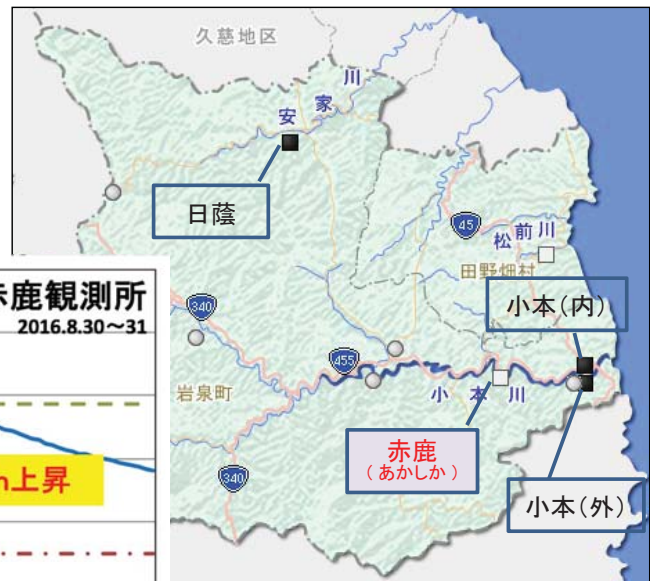 久慈地区
安家川
日蔭
45
松前川
田野畑村
赤鹿観測所
2016.8.30～31
小本(内)
340
455
岩泉町
小本川
赤鹿
(あかしか)
上昇
340
小本(外)